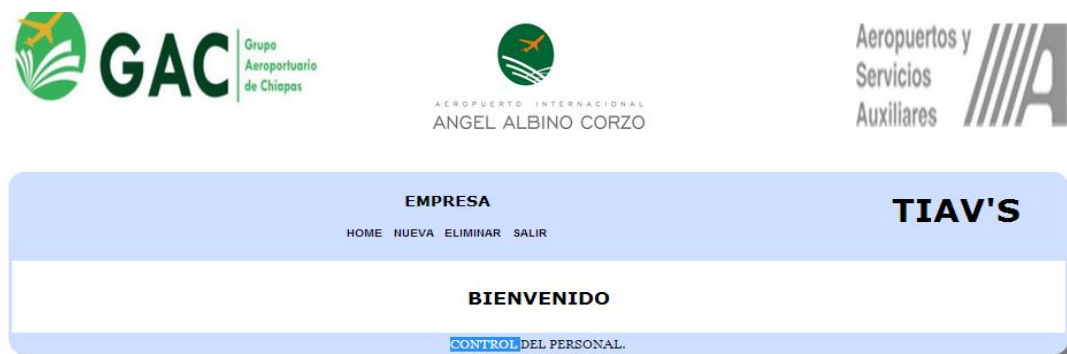 GAC
Grupo
Aeroportuario
de Chiapas
AEROPUERTO INTERNACIONAL
ANGEL ALBINO CORZO
Aeropuertos y
Servicios
Auxiliares
EMPRESA
TIAV'S
HOME NUEVA ELIMINAR SALIR
BIENVENIDO
CONTROL DEL PERSONAL.